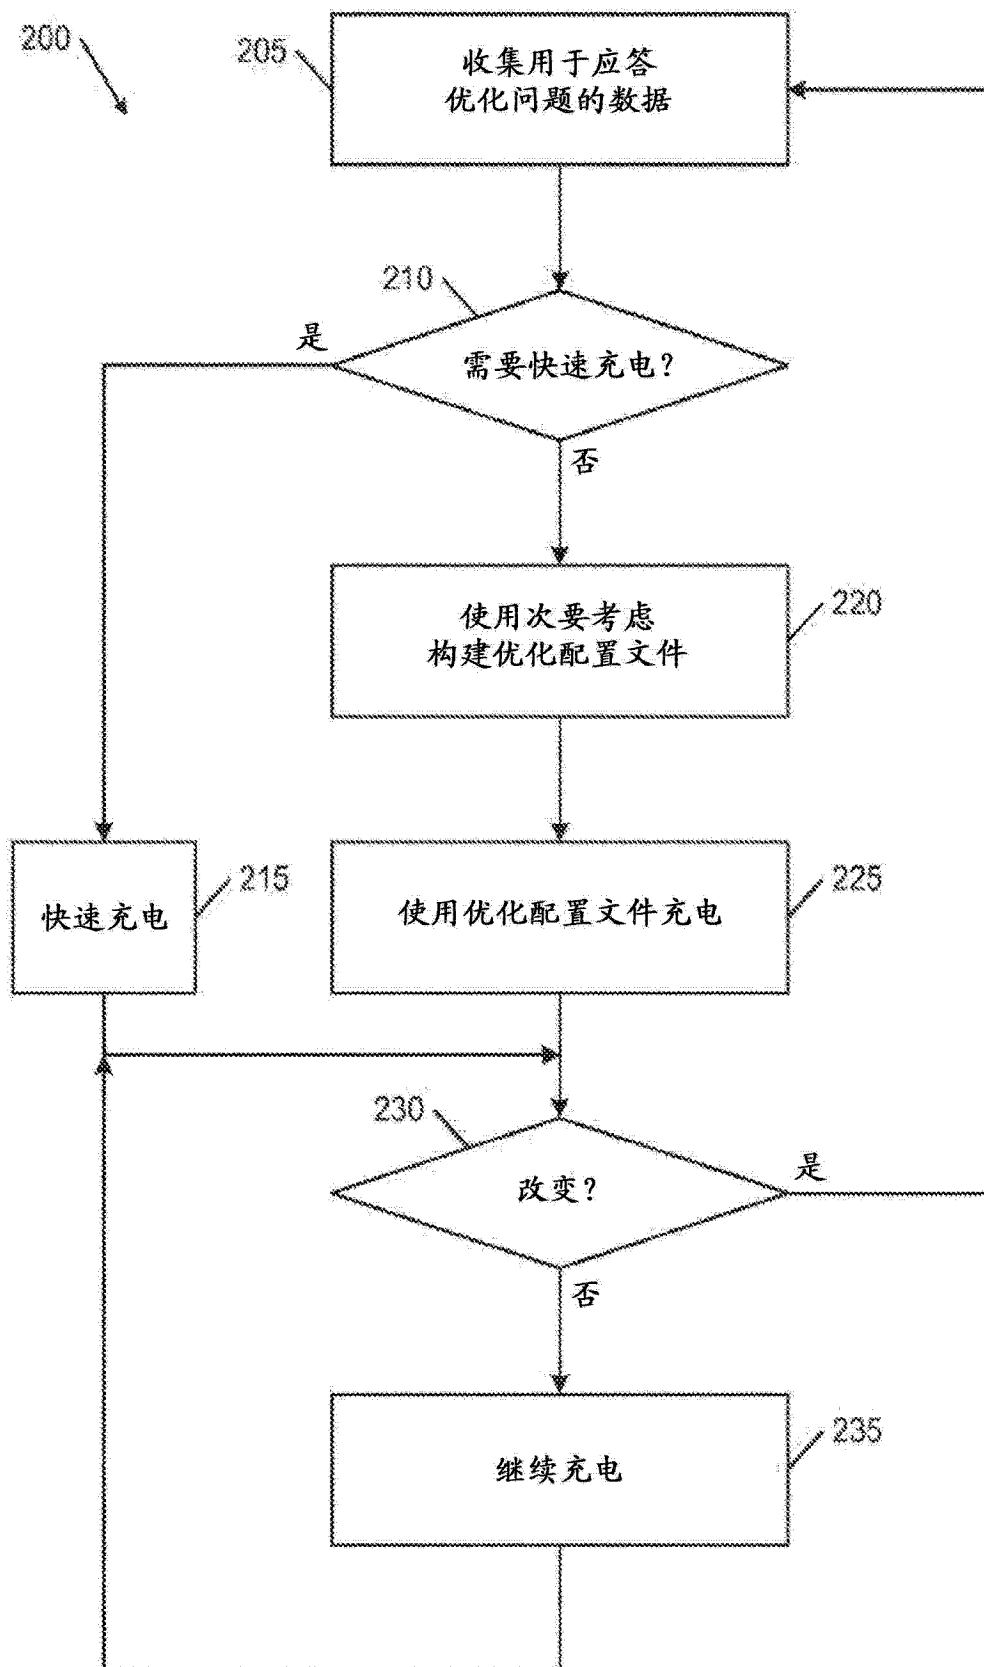 200
205
收集用于应答
优化问题的数据
210
是
需要快速充电?
否
使用次要考虑
构建优化配置文件
220
快速充电
215
使用优化配置文件充电
225
230
改变?
是
否
继续充电
235